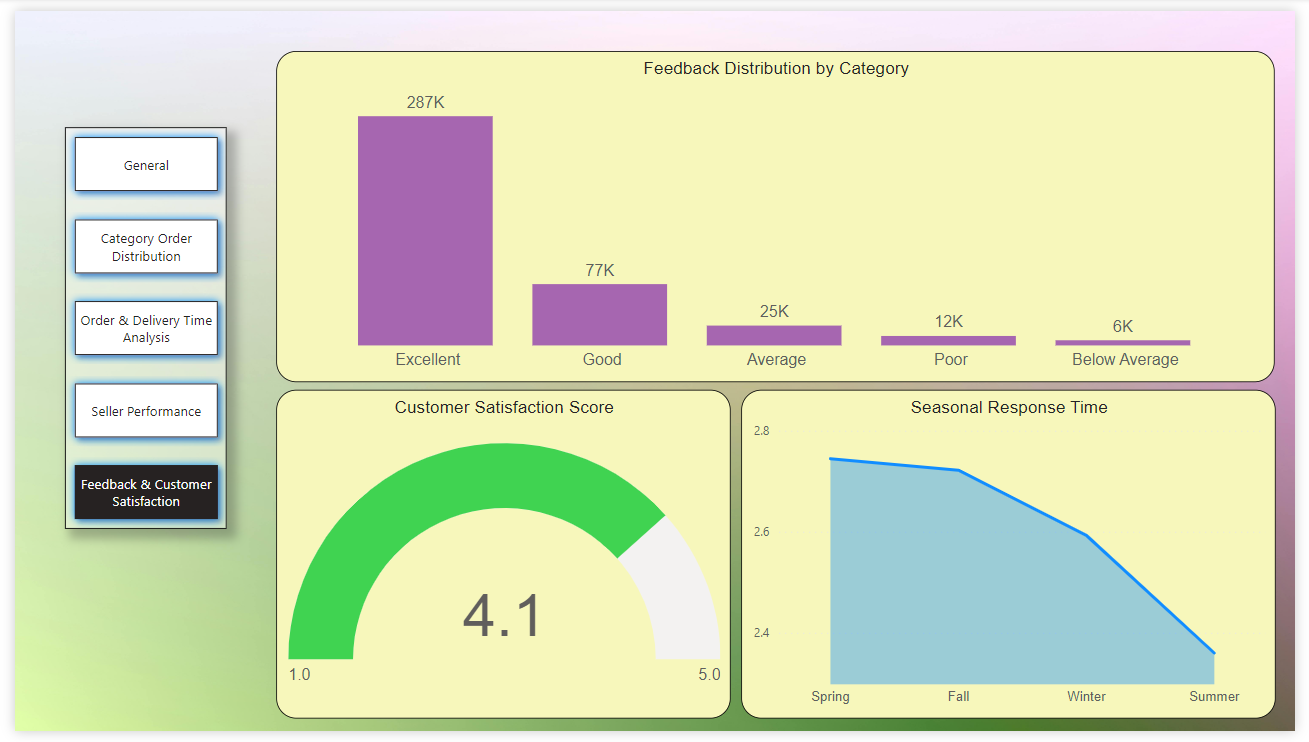 General
Category Order
Distribution
Order & Delivery Time
Analysis
Seller Performance
Feedback & Customer
Satisfaction
Feedback Distribution by Category
287K
77K
25K
12K
6K
Excellent
Good
Average
Poor
Below Average
Customer Satisfaction Score
4.1
1.0
5.0
Seasonal Response Time
2.8
2.6
2.4
Spring
Fall
Winter
Summer